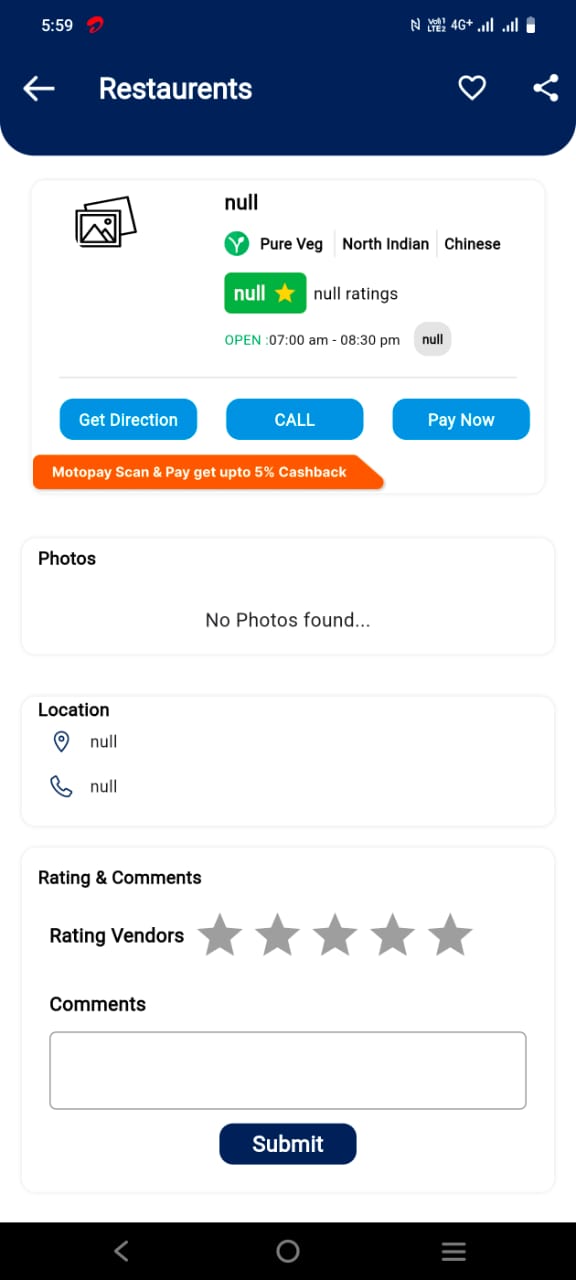 5:59
4G+
Restaurents
null
Pure Veg North Indian Chinese
null null ratings
OPEN :07:00 am - 08:30 pm null
Get Direction CALL Pay Now
Motopay Scan & Pay get upto 5% Cashback
Photos
No Photos found...
Location
null
null
Rating & Comments
Rating Vendors
Comments
Submit